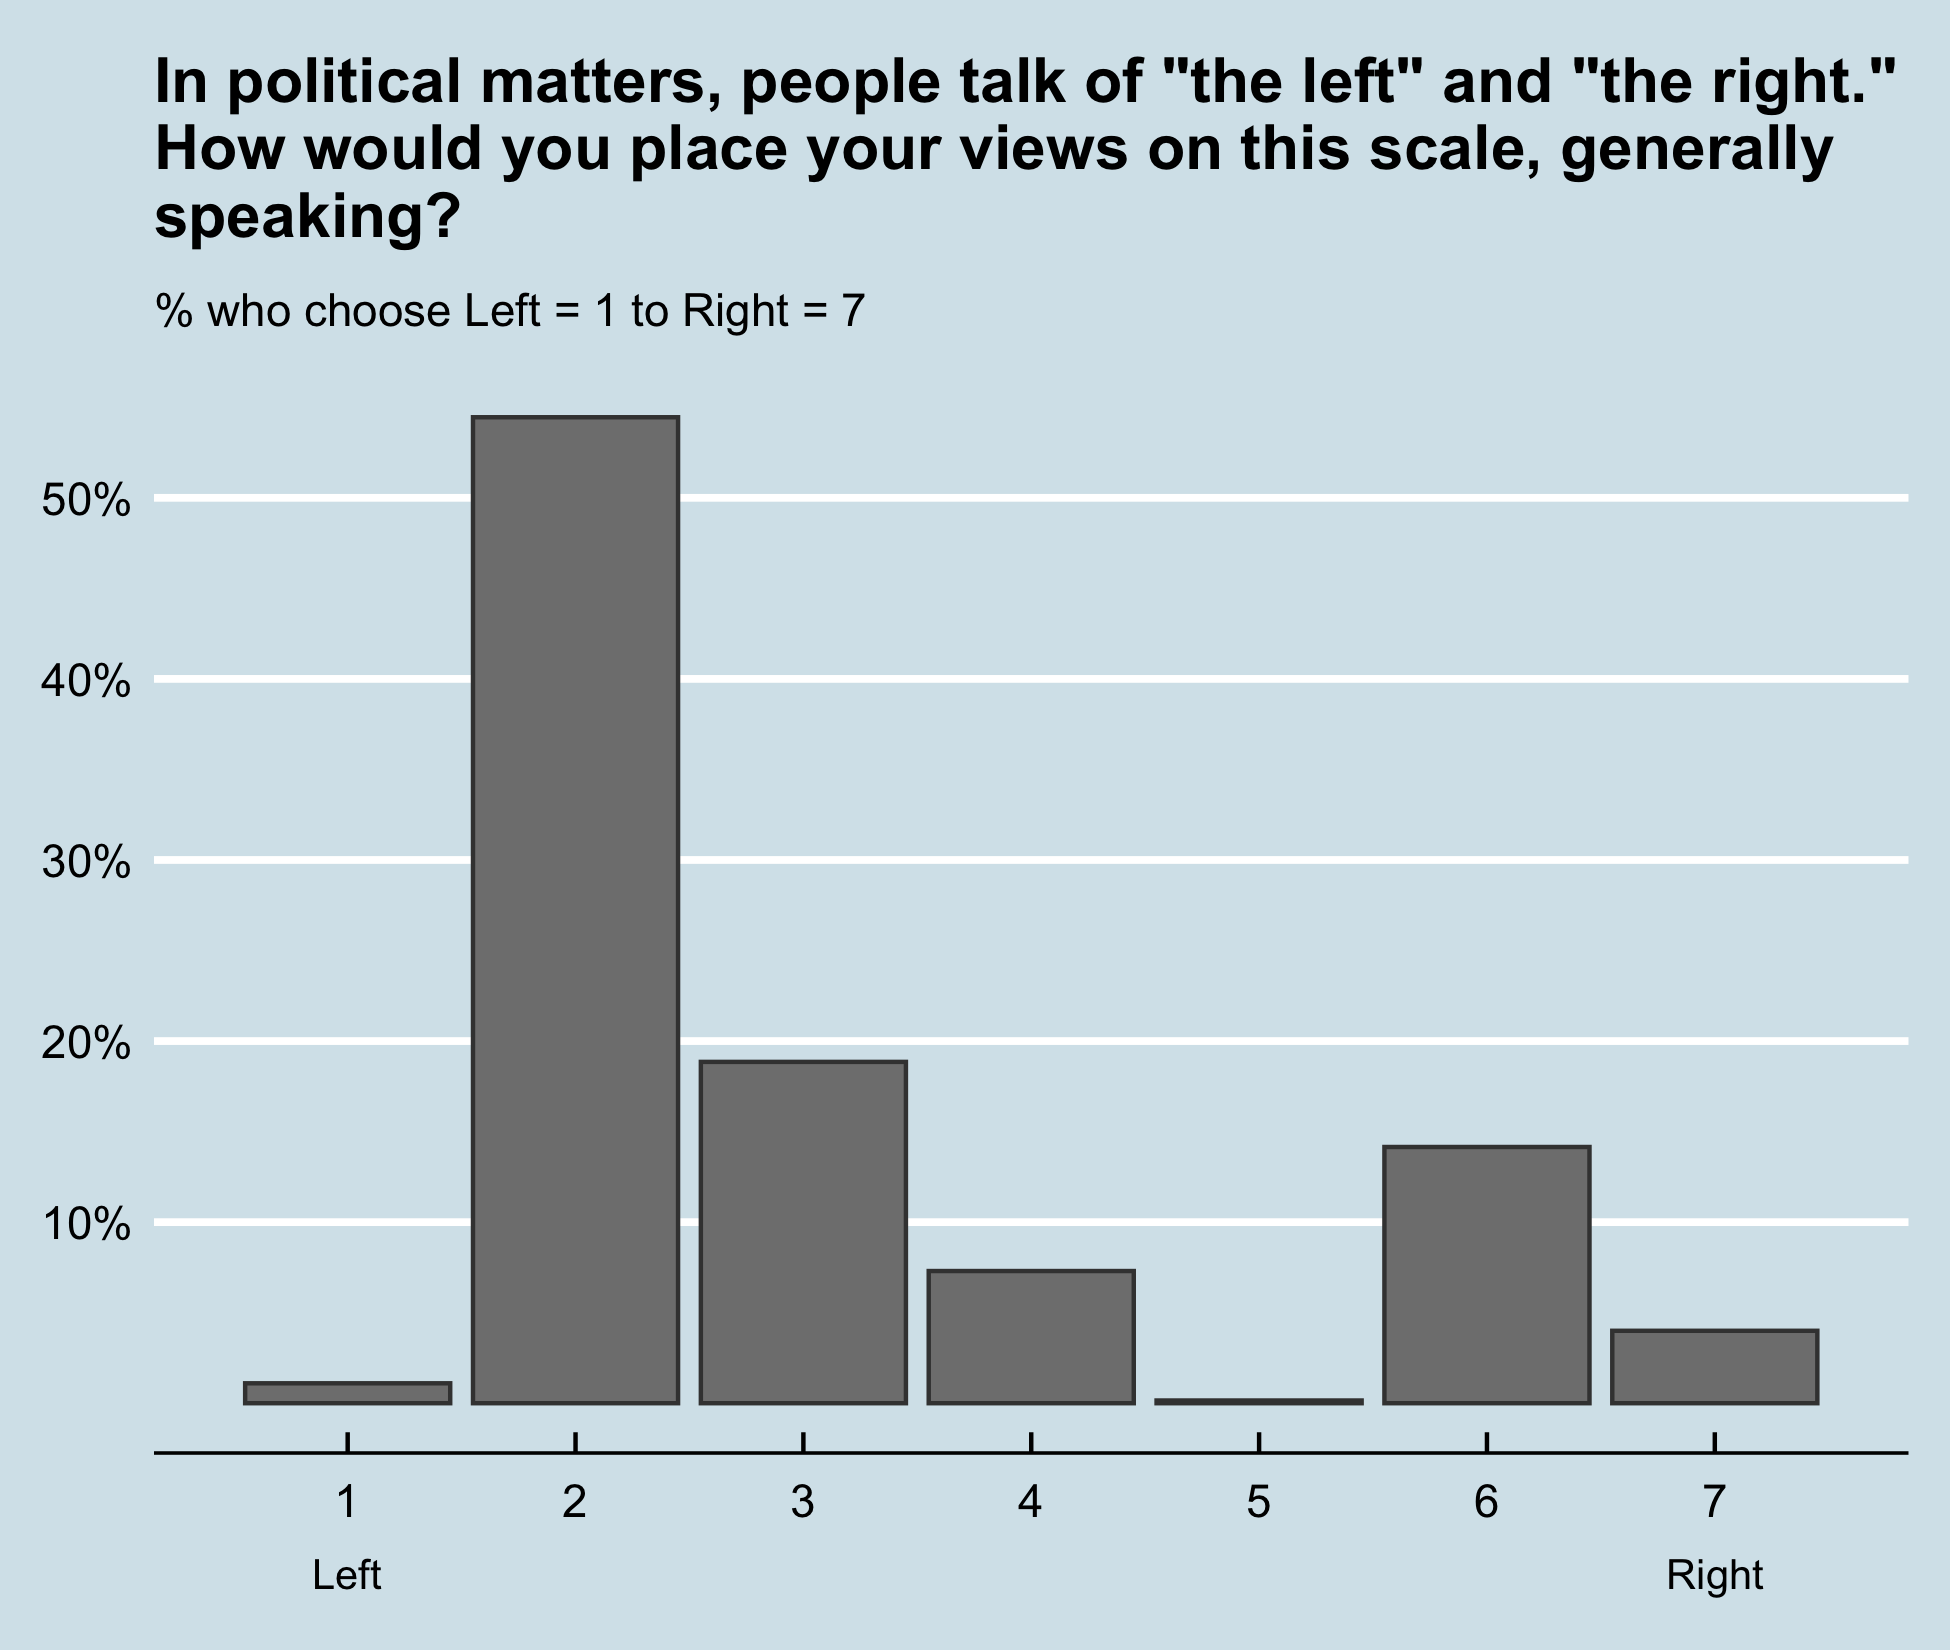 In political matters, people talk of "the left" and "the right."
How would you place your views on this scale, generally
speaking?
% who choose Left = 1 to Right = 7
50%
40%
30%
20%
10%
1 2 3 4 5 6 7
Left Right